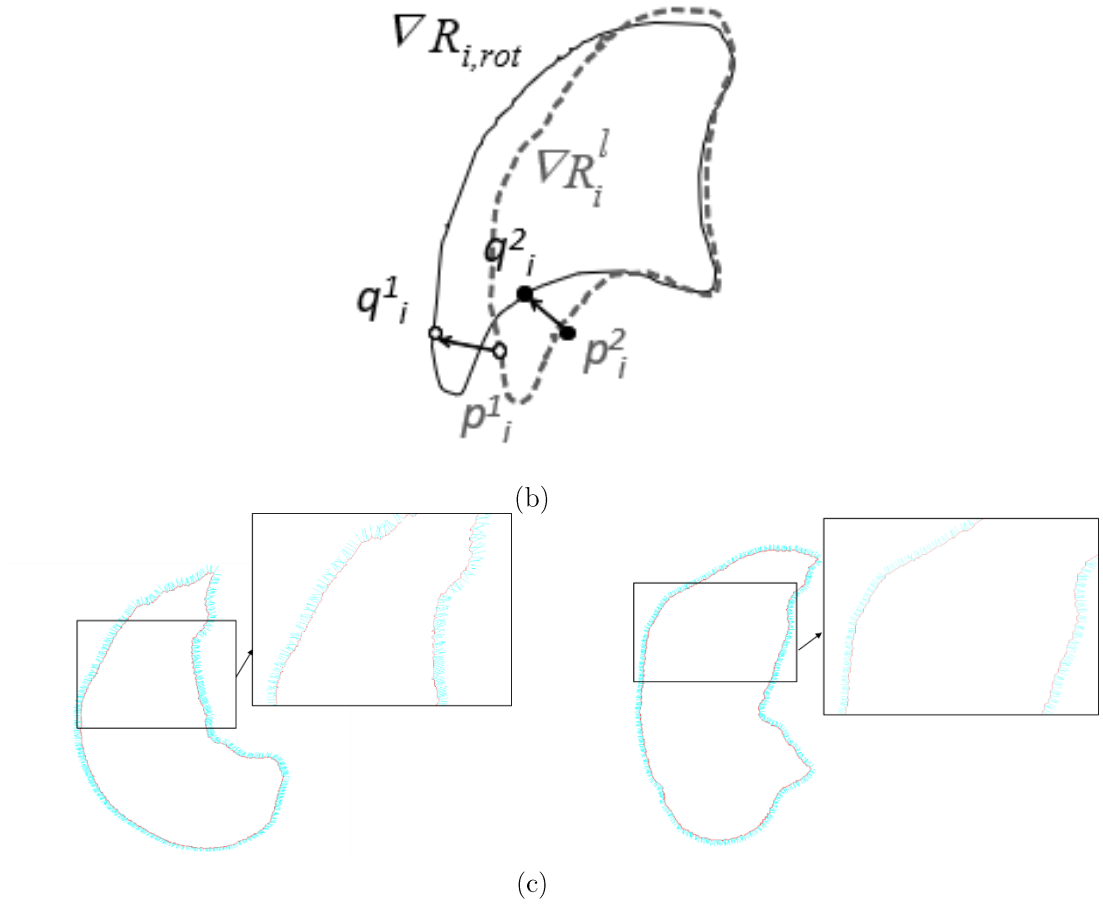 ∇R_{i,rot}
∇R_i^l
q^2_i
q^1_i
p^2_i
p^1_i
(b)
(c)